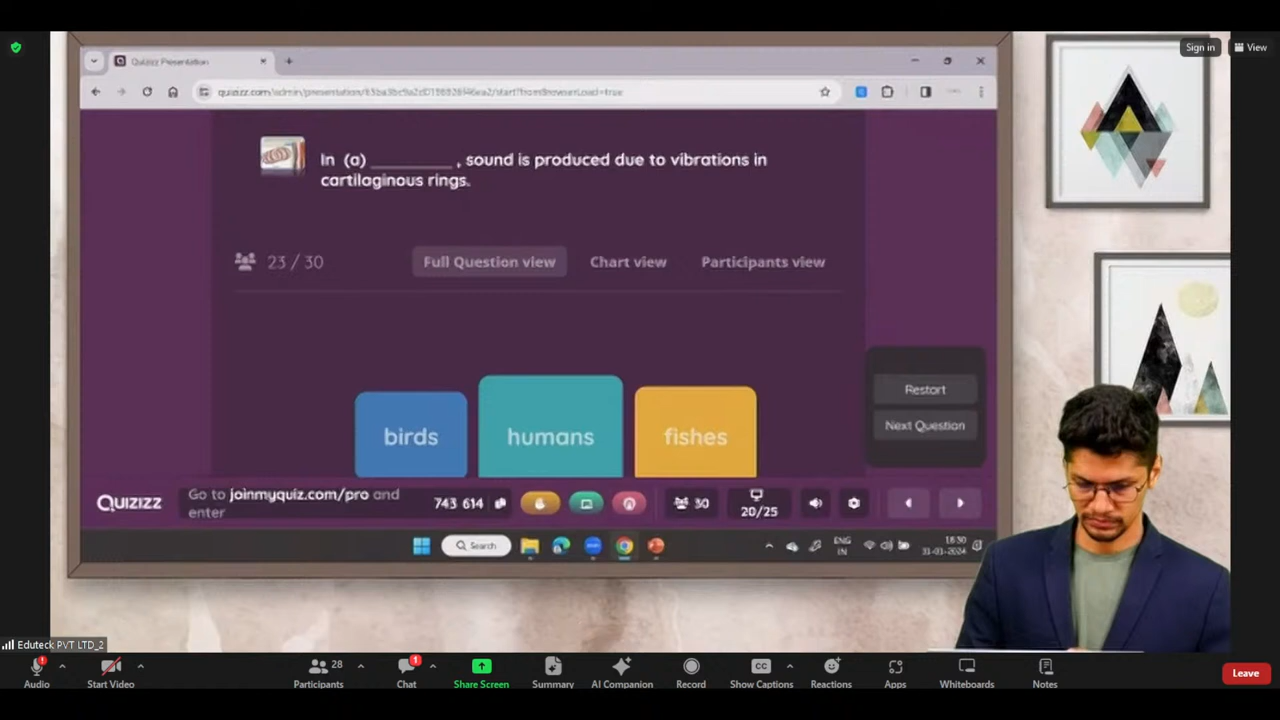 Sign in
View
Quizizz Presentation
In (a) __________ , sound is produced due to vibrations in
cartilaginous rings.
23 / 30
Full Question view
Chart view
Participants view
birds
humans
fishes
Restart
Next Question
QUIZIZZ
Go to joinmyquiz.com/pro and
enter
743 614
30
20/25
Search
ENG
IN
18:30
31-03-2024
Eduteck PVT LTD_2
Audio
Start Video
Participants
28
Chat
1
Share Screen
Summary
AI Companion
Record
CC
Show Captions
Reactions
Apps
Whiteboards
Notes
Leave